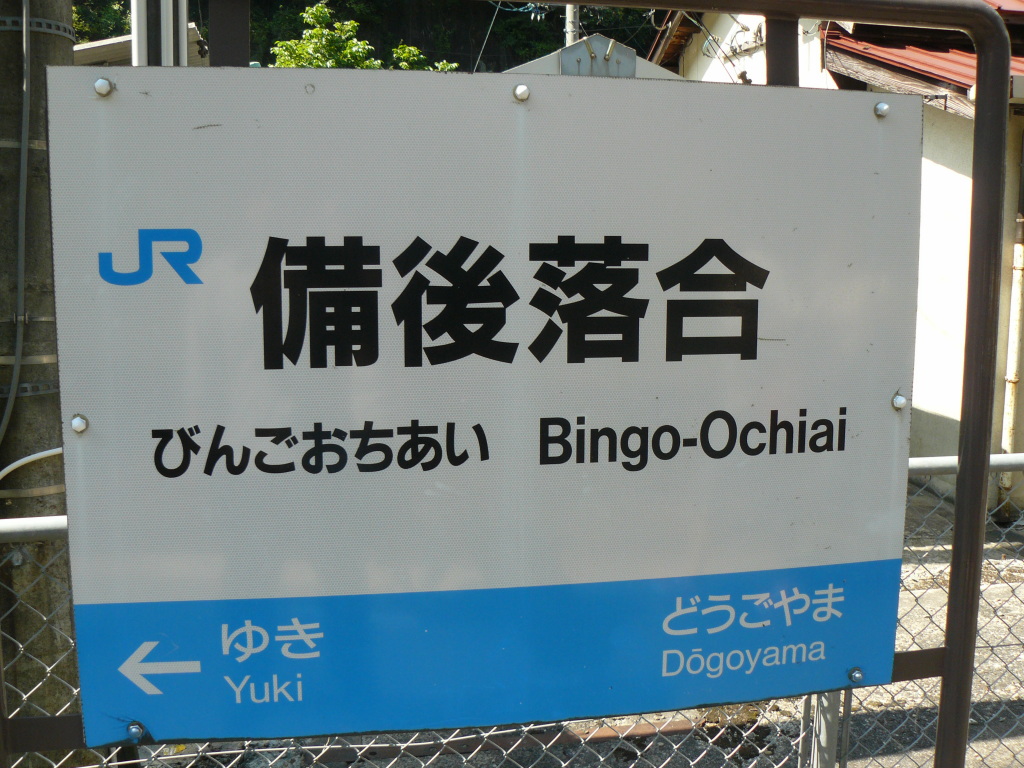 JR 備後落合
びんごおちあい Bingo-Ochiai
← ゆき どうごやま
Yuki Dōgoyama